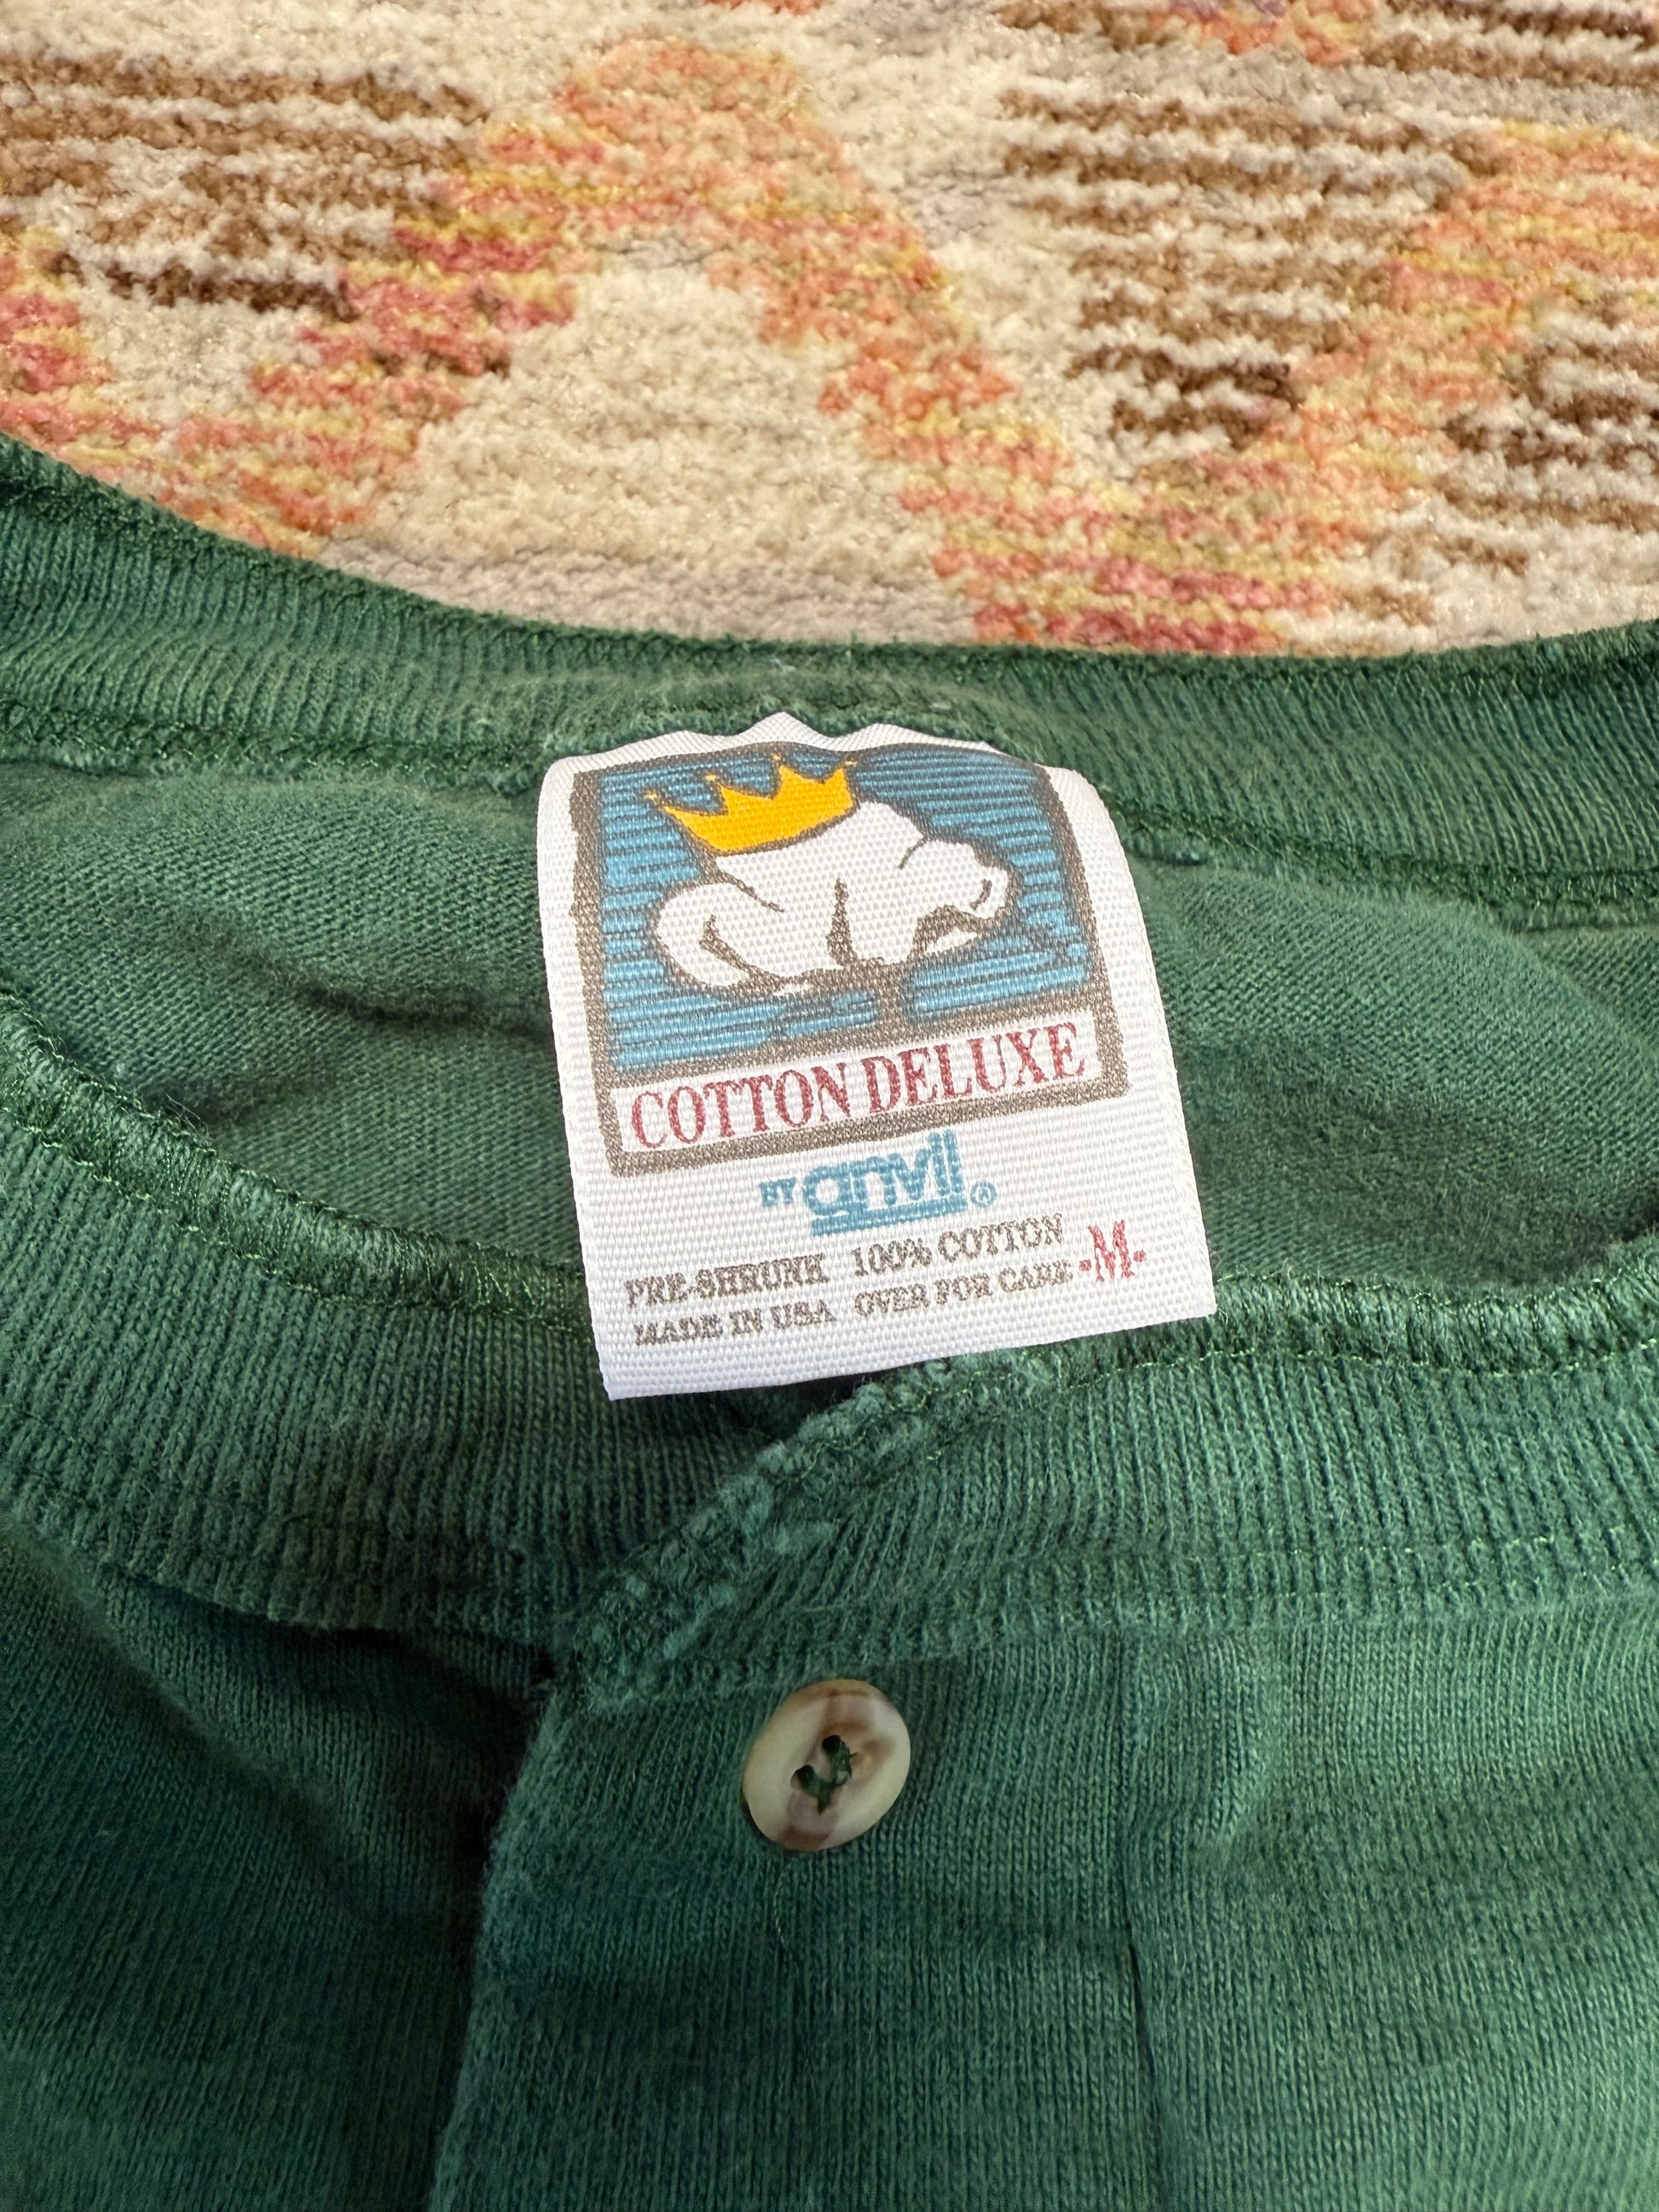 COTTON DELUXE
BY anvil®
PRE-SHRUNK 100% COTTON -M-
MADE IN USA OVER FOR CARE